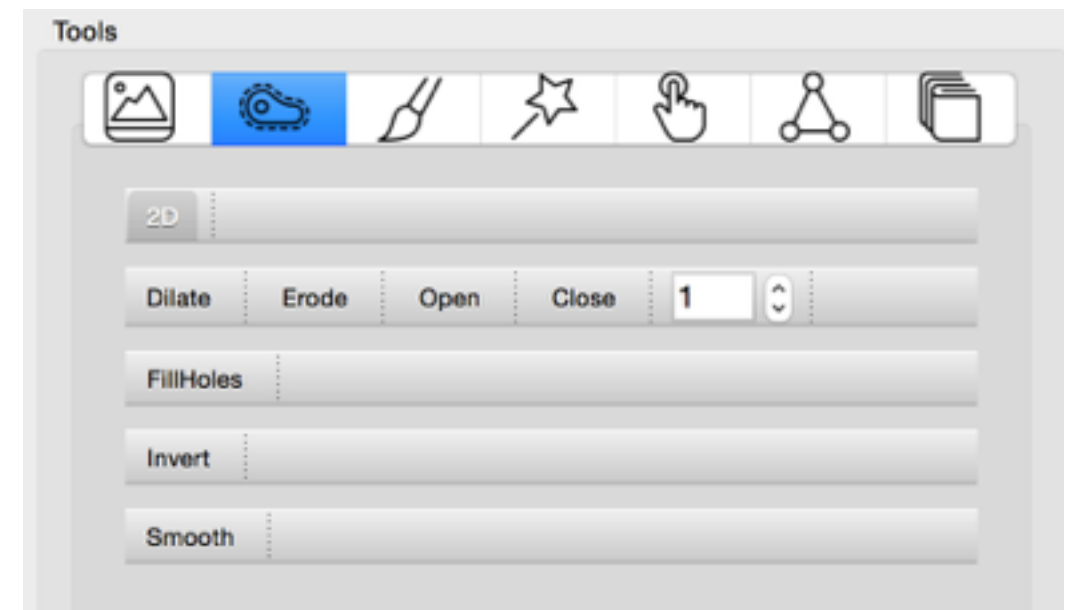 Tools
2D
Dilate Erode Open Close 1
FillHoles
Invert
Smooth